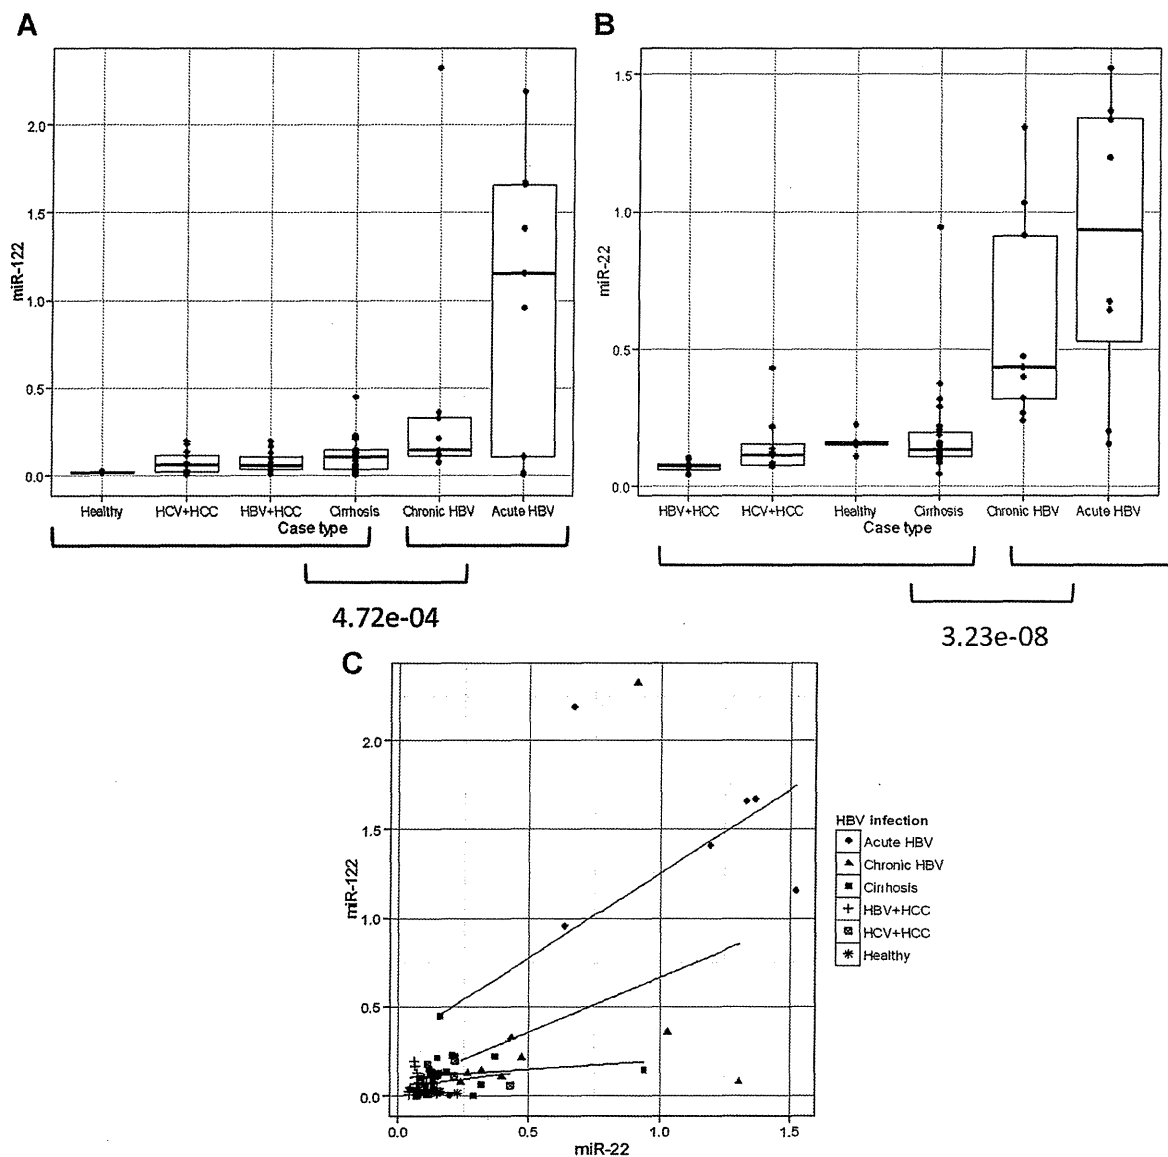 A
miR-122
2.0
1.5
1.0
0.5
0.0
Healthy HCV+HCC HBV+HCC Cirrhosis Chronic HBV Acute HBV
Case type
4.72e-04
B
miR-22
1.5
1.0
0.5
0.0
HBV+HCC HCV+HCC Healthy Cirrhosis Chronic HBV Acute HBV
Case type
3.23e-08
C
miR-122
2.0
1.5
1.0
0.5
0.0
0.0 0.5 1.0 1.5
miR-22
HBV infection
Acute HBV
Chronic HBV
Cirrhosis
HBV+HCC
HCV+HCC
Healthy